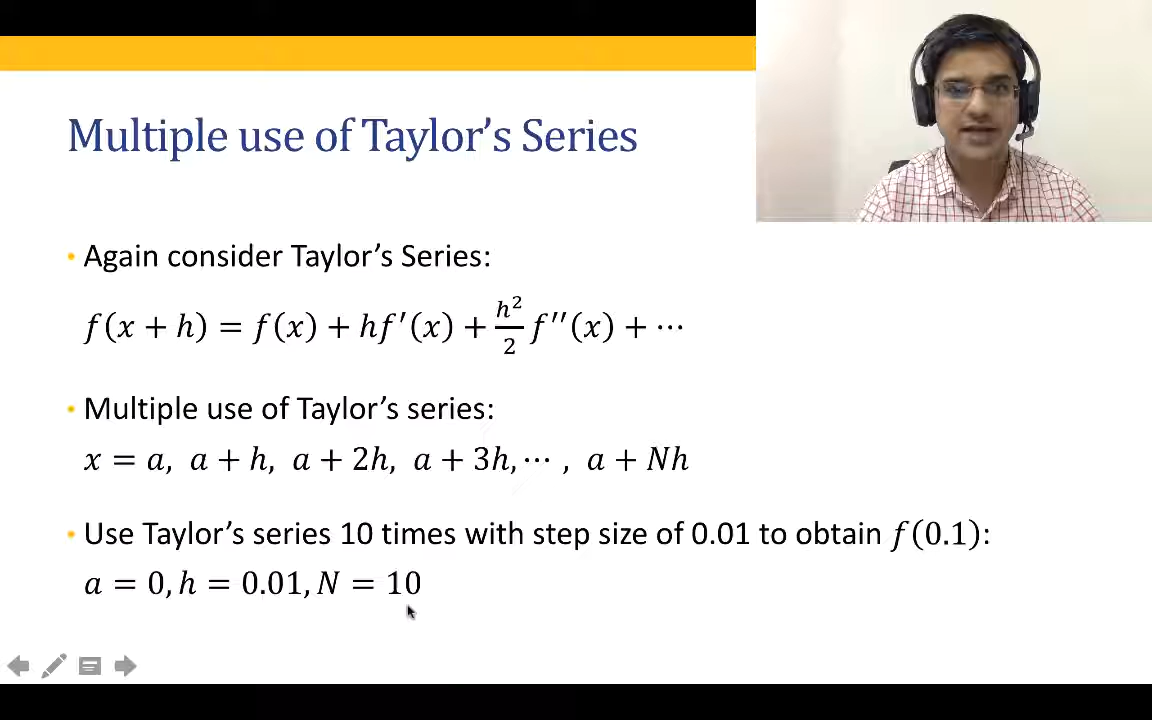 Multiple use of Taylor’s Series
• Again consider Taylor’s Series:
f(x + h) = f(x) + hf′(x) + h²/2 f′′(x) + ⋯
• Multiple use of Taylor’s series:
x = a, a + h, a + 2h, a + 3h, ⋯ , a + Nh
• Use Taylor’s series 10 times with step size of 0.01 to obtain f(0.1):
a = 0, h = 0.01, N = 10